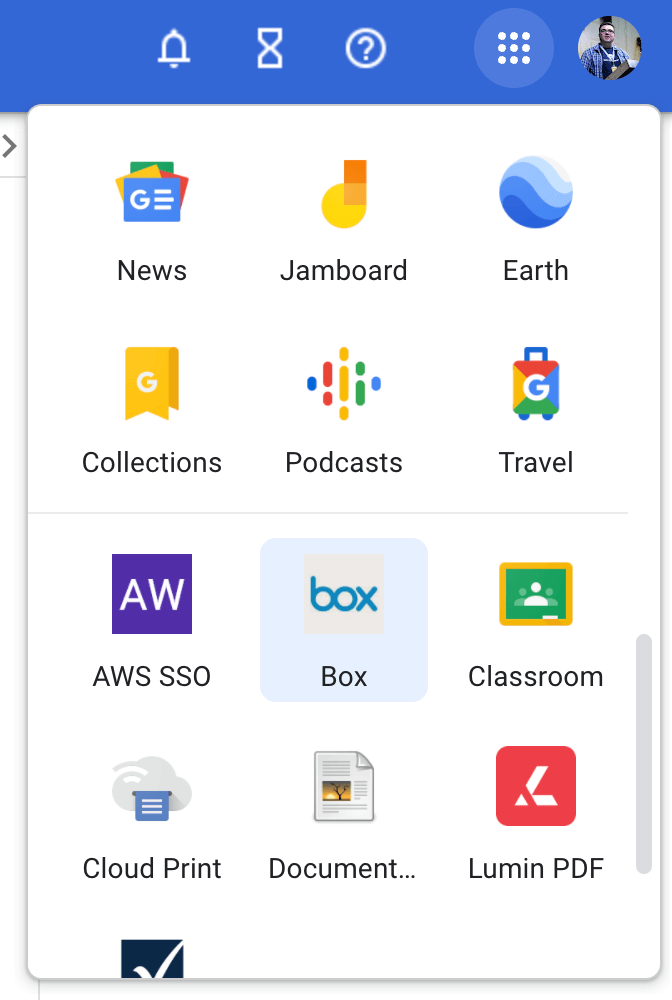 ?
GE
News
Jamboard
Earth
G
G
Collections
Podcasts
Travel
AW
box
AWS SSO
Box
Classroom
Cloud Print
Document...
Lumin PDF